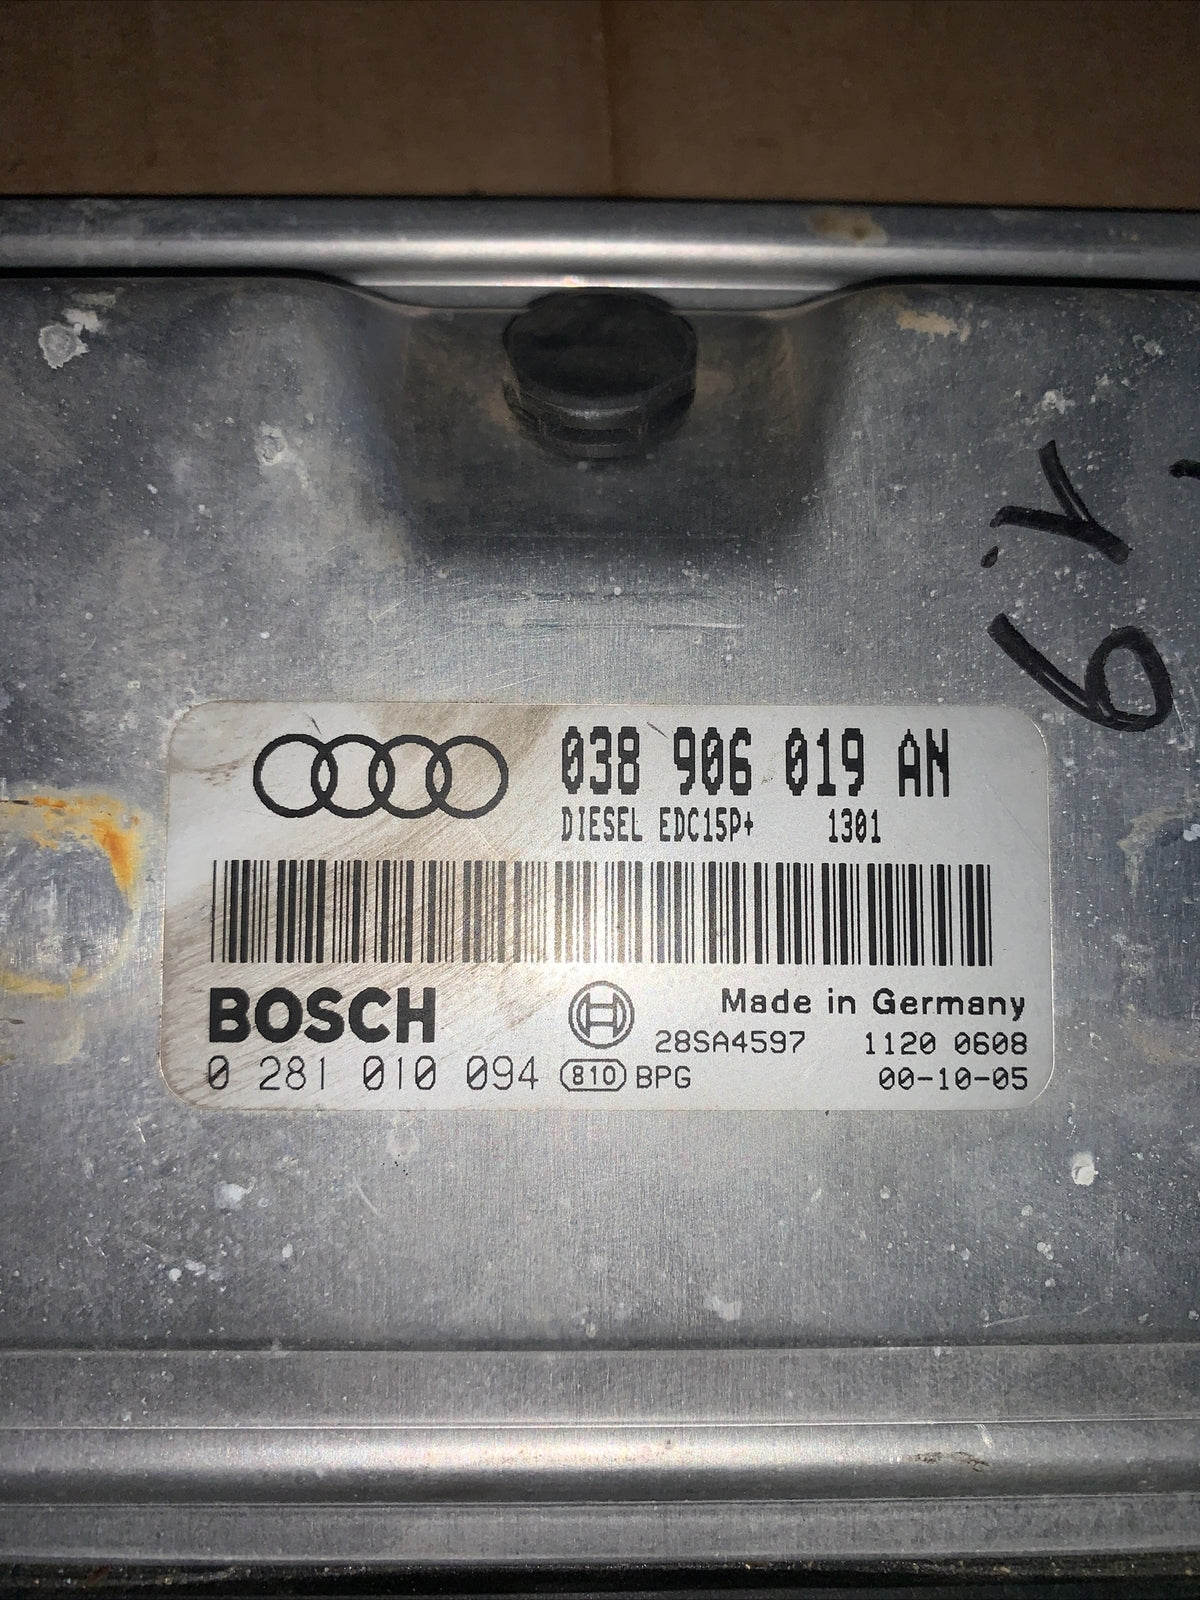 038 906 019 AN
DIESEL EDC15P+ 1301
BOSCH
Made in Germany
28SA4597 1120 0608
0 281 010 094 810 BPG 00-10-05